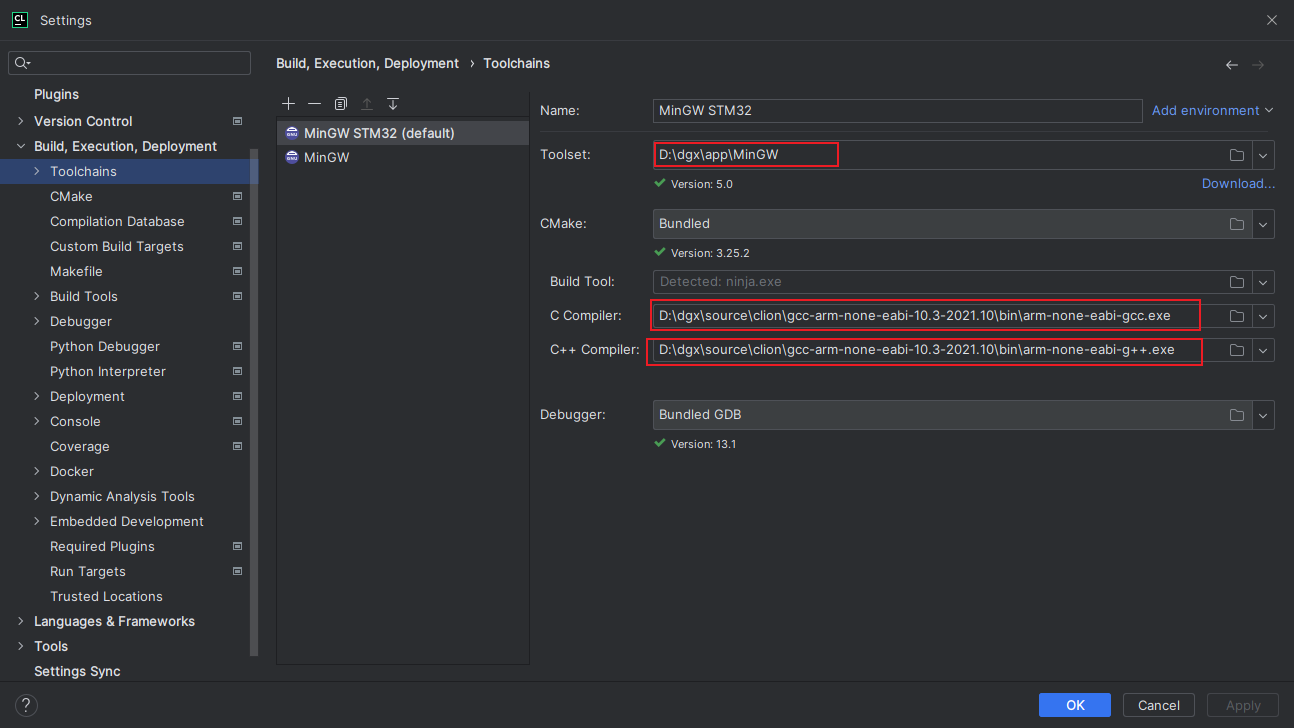 CL
Settings
Plugins
Version Control
Build, Execution, Deployment
Toolchains
CMake
Compilation Database
Custom Build Targets
Makefile
Build Tools
Debugger
Python Debugger
Python Interpreter
Deployment
Console
Coverage
Docker
Dynamic Analysis Tools
Embedded Development
Required Plugins
Run Targets
Trusted Locations
Languages & Frameworks
Tools
Settings Sync
Build, Execution, Deployment › Toolchains
GNU MinGW STM32 (default)
GNU MinGW
Name: MinGW STM32 Add environment
Toolset: D:\dgx\app\MinGW
Version: 5.0 Download...
CMake: Bundled
Version: 3.25.2
Build Tool: Detected: ninja.exe
C Compiler: D:\dgx\source\clion\gcc-arm-none-eabi-10.3-2021.10\bin\arm-none-eabi-gcc.exe
C++ Compiler: D:\dgx\source\clion\gcc-arm-none-eabi-10.3-2021.10\bin\arm-none-eabi-g++.exe
Debugger: Bundled GDB
Version: 13.1
? OK Cancel Apply